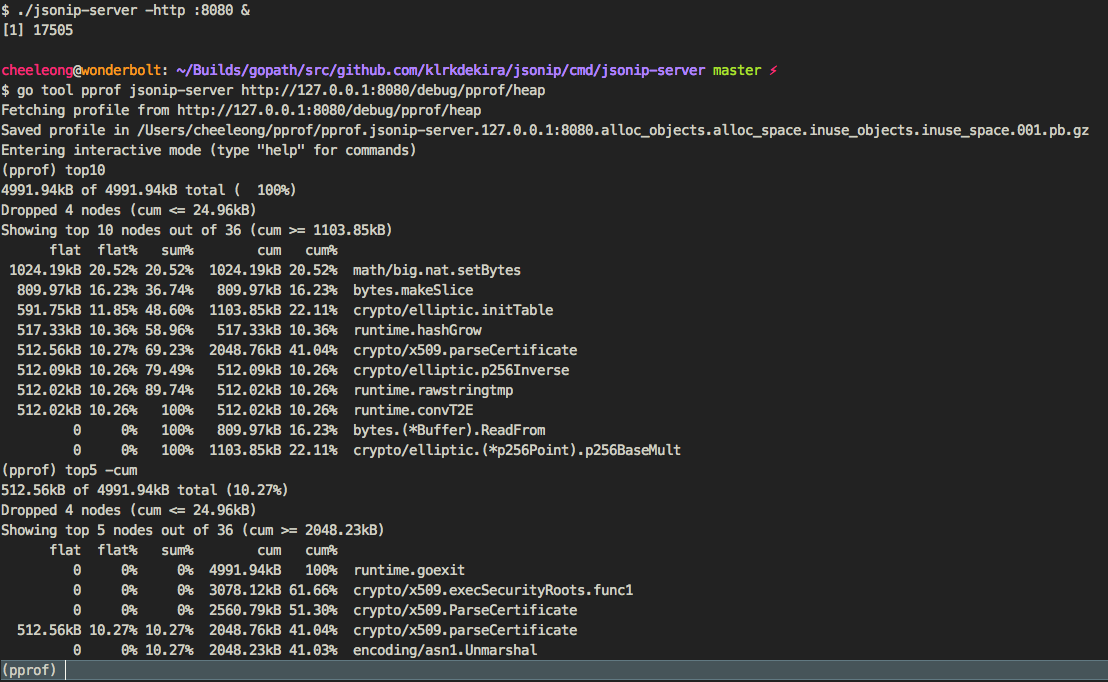 $ ./jsonip-server -http :8080 &
[1] 17505
cheeleong@wonderbolt: ~/Builds/gopath/src/github.com/klrkdekira/jsonip/cmd/jsonip-server master ⚡
$ go tool pprof jsonip-server http://127.0.0.1:8080/debug/pprof/heap
Fetching profile from http://127.0.0.1:8080/debug/pprof/heap
Saved profile in /Users/cheeleong/pprof/pprof.jsonip-server.127.0.0.1:8080.alloc_objects.alloc_space.inuse_objects.inuse_space.001.pb.gz
Entering interactive mode (type "help" for commands)
(pprof) top10
4991.94kB of 4991.94kB total (  100%)
Dropped 4 nodes (cum <= 24.96kB)
Showing top 10 nodes out of 36 (cum >= 1103.85kB)
      flat  flat%   sum%        cum   cum%
 1024.19kB 20.52% 20.52%  1024.19kB 20.52%  math/big.nat.setBytes
  809.97kB 16.23% 36.74%   809.97kB 16.23%  bytes.makeSlice
  591.75kB 11.85% 48.60%  1103.85kB 22.11%  crypto/elliptic.initTable
  517.33kB 10.36% 58.96%   517.33kB 10.36%  runtime.hashGrow
  512.56kB 10.27% 69.23%  2048.76kB 41.04%  crypto/x509.parseCertificate
  512.09kB 10.26% 79.49%   512.09kB 10.26%  crypto/elliptic.p256Inverse
  512.02kB 10.26% 89.74%   512.02kB 10.26%  runtime.rawstringtmp
  512.02kB 10.26%   100%   512.02kB 10.26%  runtime.convT2E
         0     0%   100%   809.97kB 16.23%  bytes.(*Buffer).ReadFrom
         0     0%   100%  1103.85kB 22.11%  crypto/elliptic.(*p256Point).p256BaseMult
(pprof) top5 -cum
512.56kB of 4991.94kB total (10.27%)
Dropped 4 nodes (cum <= 24.96kB)
Showing top 5 nodes out of 36 (cum >= 2048.23kB)
      flat  flat%   sum%        cum   cum%
         0     0%     0%  4991.94kB   100%  runtime.goexit
         0     0%     0%  3078.12kB 61.66%  crypto/x509.execSecurityRoots.func1
         0     0%     0%  2560.79kB 51.30%  crypto/x509.ParseCertificate
  512.56kB 10.27% 10.27%  2048.76kB 41.04%  crypto/x509.parseCertificate
         0     0% 10.27%  2048.23kB 41.03%  encoding/asn1.Unmarshal
(pprof)